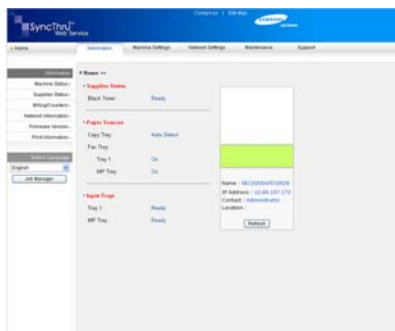 Contact us | Site Map
SAMSUNG
SyncThru
Web Service
Home
Information
Machine Settings
Network Settings
Maintenance
Support
Information
Machine Status
Supplies Status
Billing/Counters
Network Information
Firmware Version
Print Information
Select Language
English
Job Manager
Home >>
Supplies Status
Black Toner : Ready
Paper Sources
Copy Tray : Auto Select
Fax Tray :
Tray 1 : On
MP Tray : On
Input Trays
Tray 1 : Ready
MP Tray : Ready
Name :
IP Address :
Contact : Administrator
Location :
Refresh